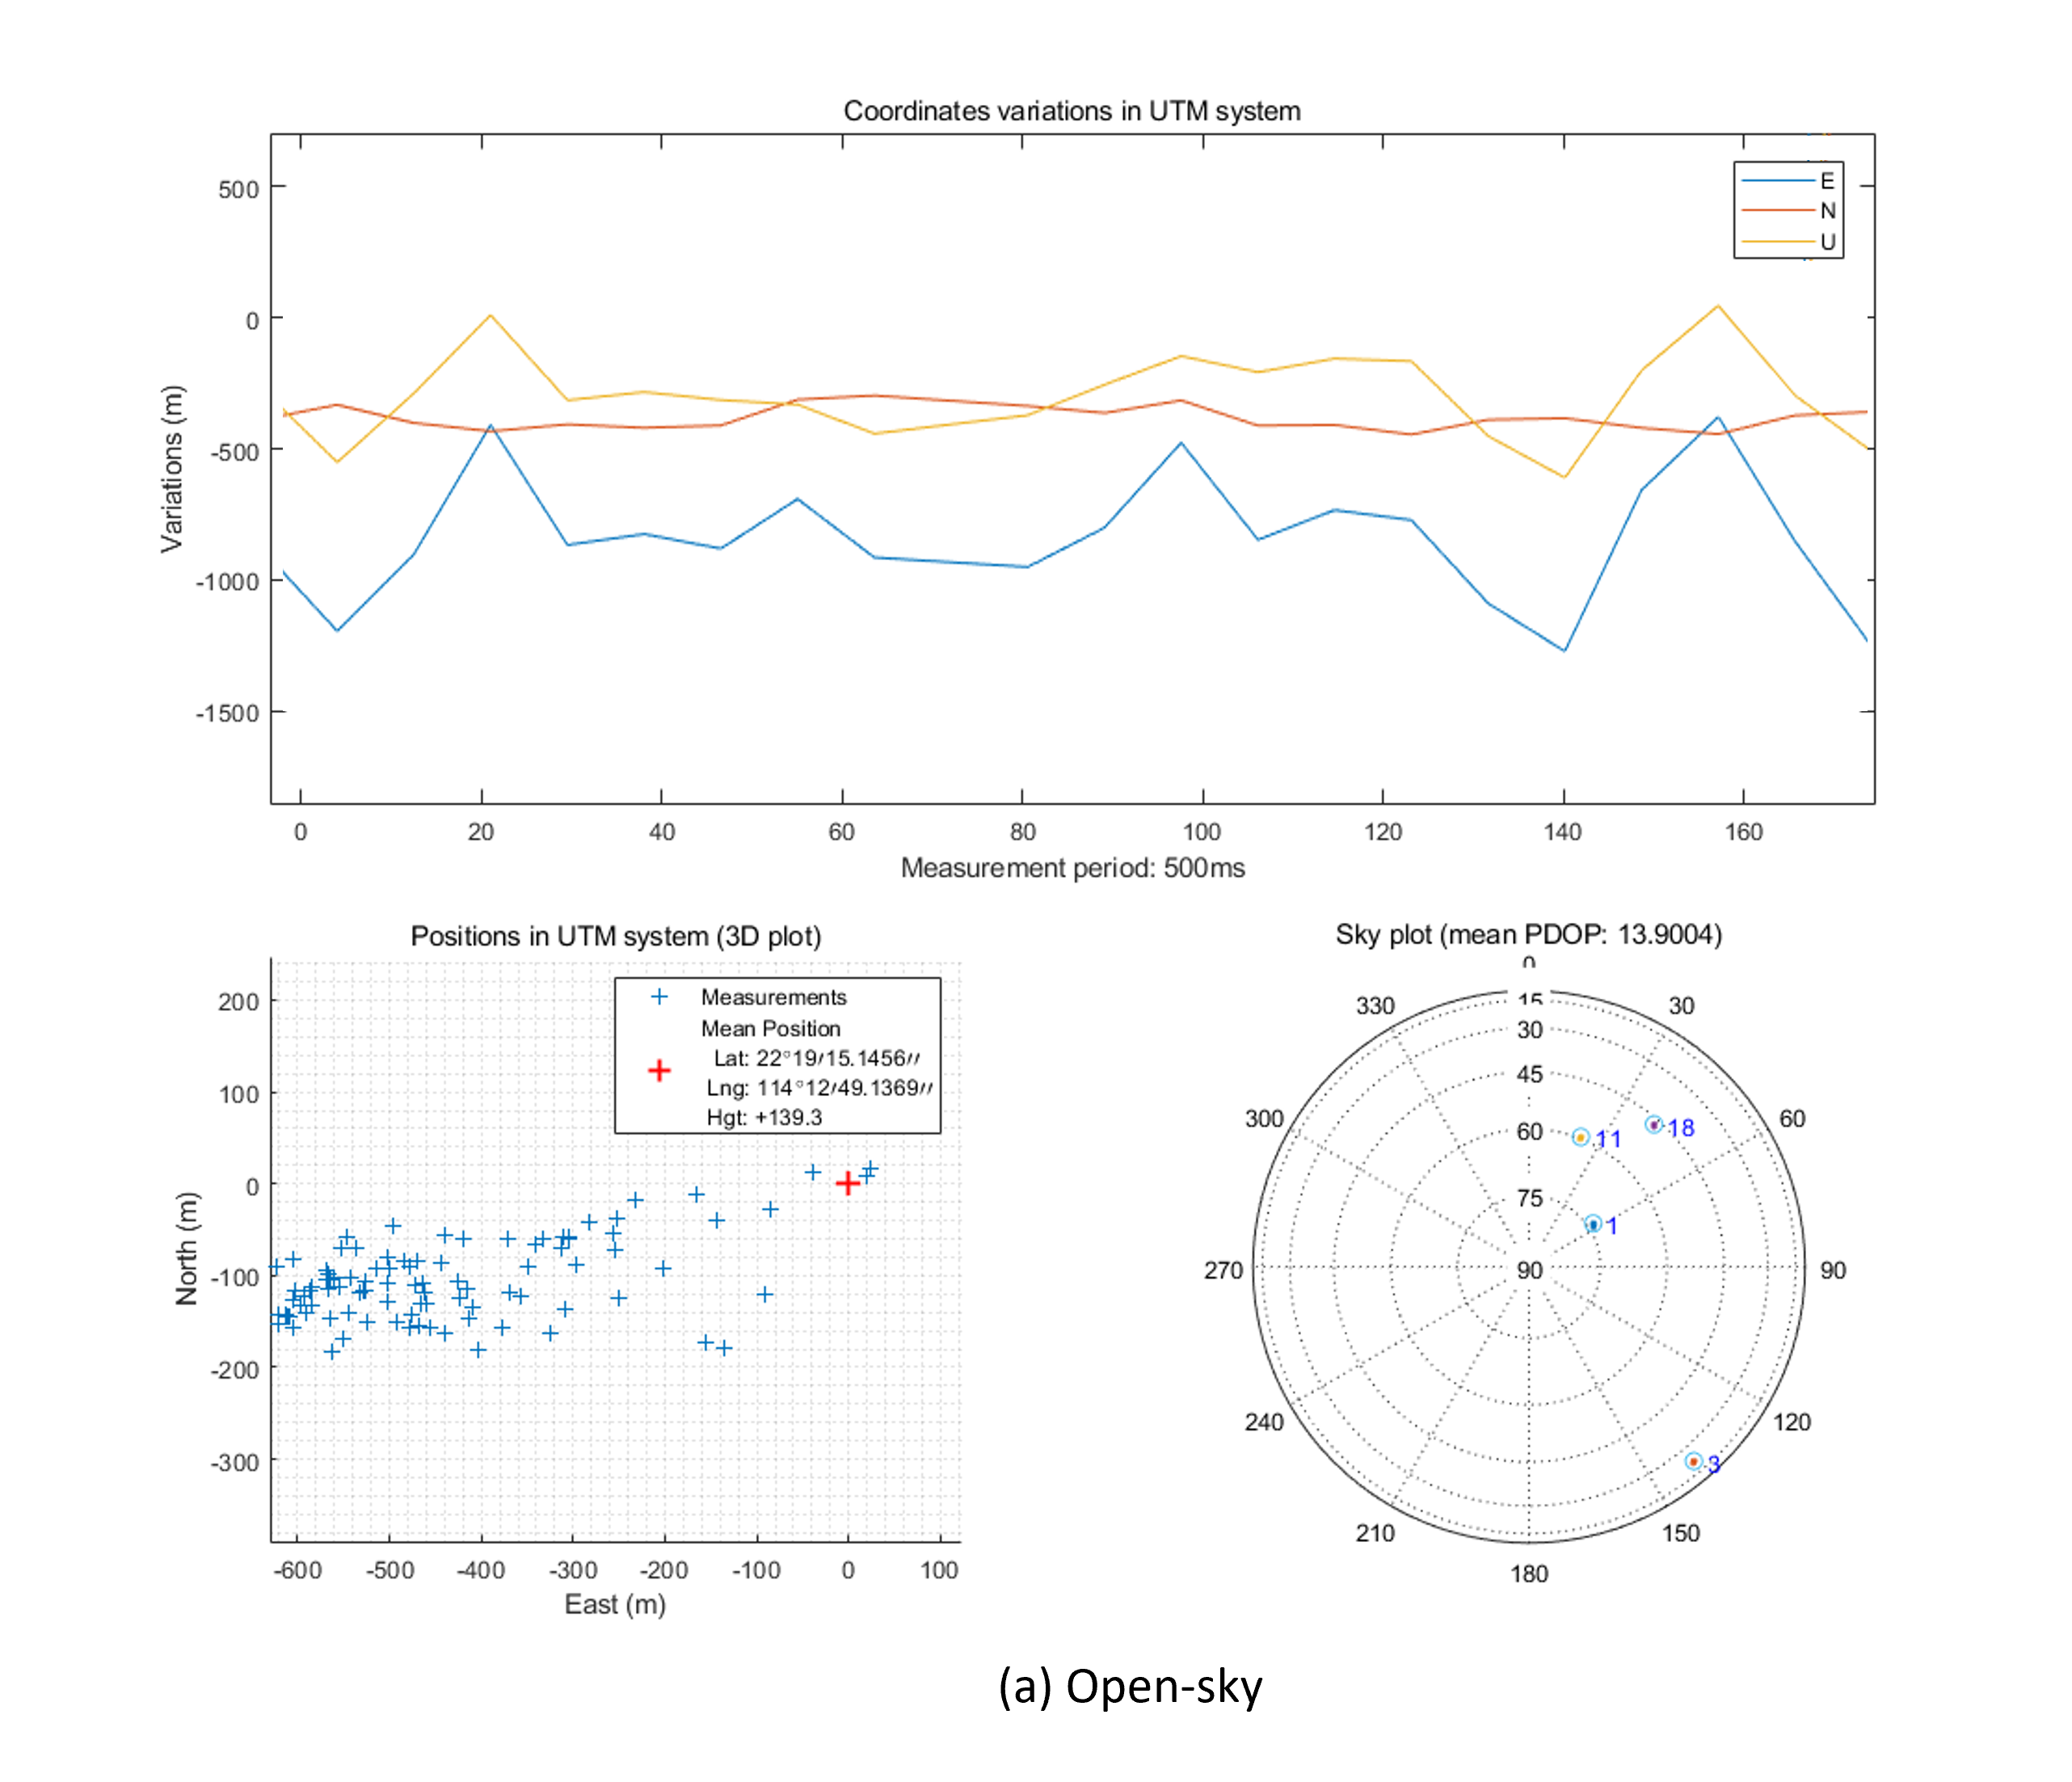 Coordinates variations in UTM system
500
0
-500
-1000
-1500
Variations (m)
E
N
U
0 20 40 60 80 100 120 140 160
Measurement period: 500ms
Positions in UTM system (3D plot)
200
100
0
-100
-200
-300
North (m)
Measurements
Mean Position
Lat: 22°19′15.1456′′
Lng: 114°12′49.1369′′
Hgt: +139.3
-600 -500 -400 -300 -200 -100 0 100
East (m)
Sky plot (mean PDOP: 13.9004)
0
330 15 30
30
45
300 60 60
11 18
75
1
270 90 90
240 120
3
210 150
180
(a) Open-sky